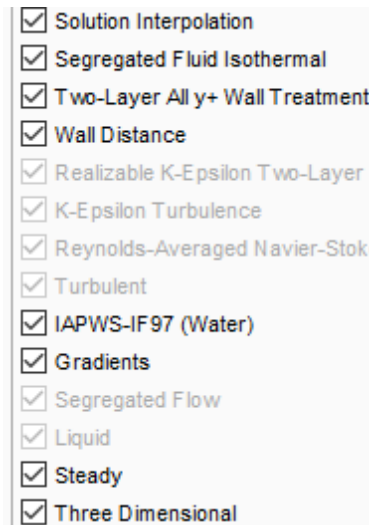 Solution Interpolation
Segregated Fluid Isothermal
Two-Layer All y+ Wall Treatment
Wall Distance
Realizable K-Epsilon Two-Layer
K-Epsilon Turbulence
Reynolds-Averaged Navier-Stok
Turbulent
IAPWS-IF97 (Water)
Gradients
Segregated Flow
Liquid
Steady
Three Dimensional